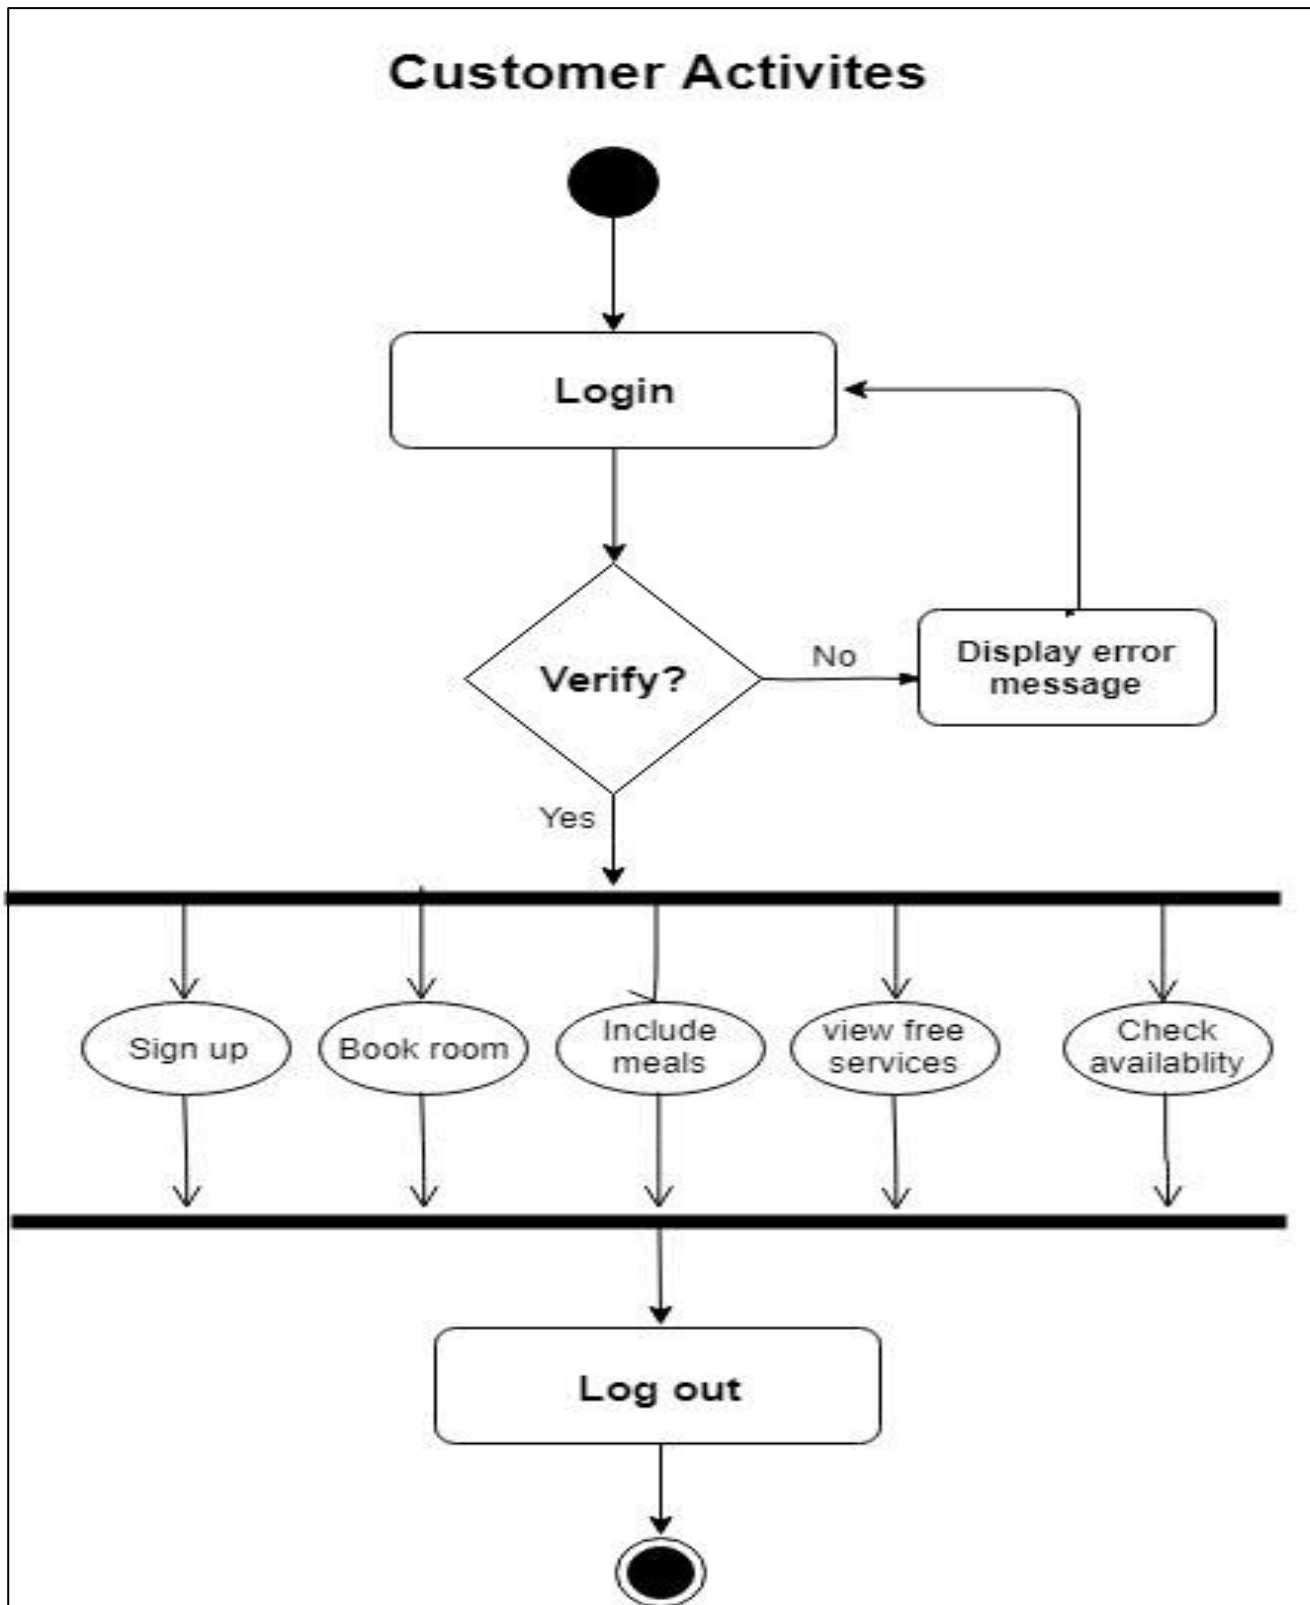 Customer Activites
Login
Verify?
No
Display error
message
Yes
Sign up
Book room
Include
meals
view free
services
Check
availablity
Log out